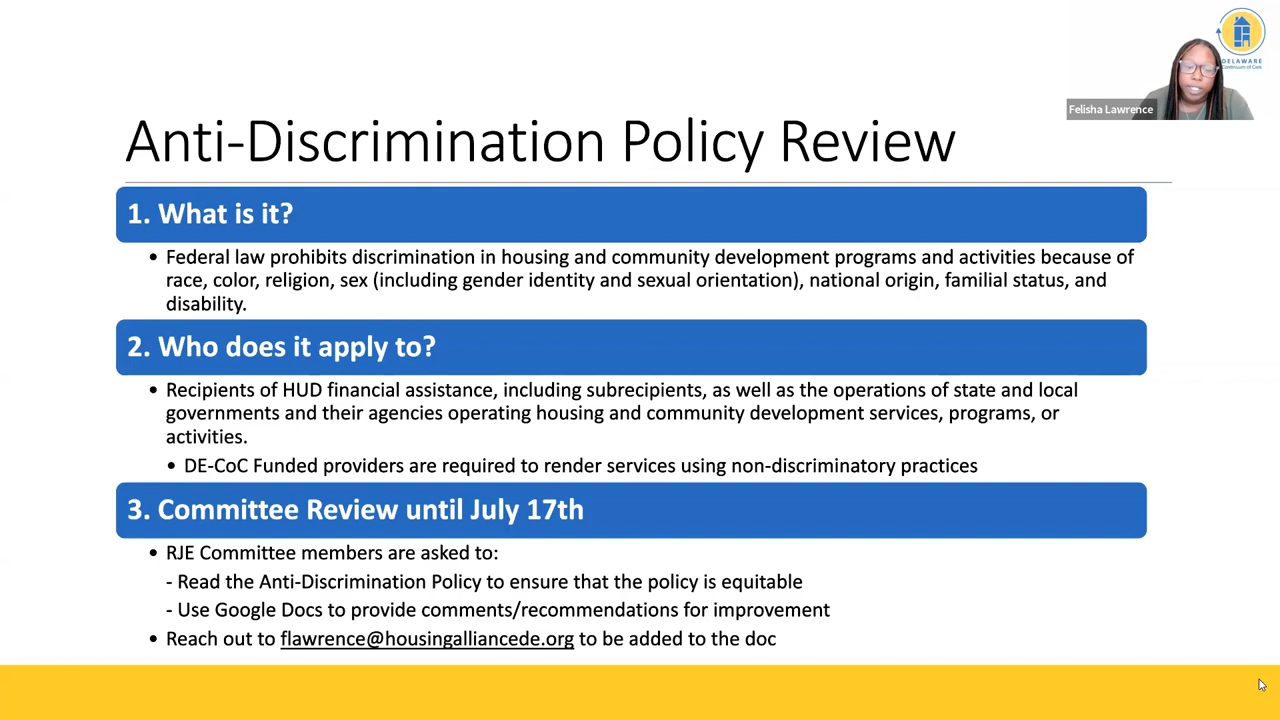 DELAWARE
Continuum of Care
Felisha Lawrence
Anti-Discrimination Policy Review
1. What is it?
• Federal law prohibits discrimination in housing and community development programs and activities because of
race, color, religion, sex (including gender identity and sexual orientation), national origin, familial status, and
disability.
2. Who does it apply to?
• Recipients of HUD financial assistance, including subrecipients, as well as the operations of state and local
governments and their agencies operating housing and community development services, programs, or
activities.
• DE-CoC Funded providers are required to render services using non-discriminatory practices
3. Committee Review until July 17th
• RJE Committee members are asked to:
- Read the Anti-Discrimination Policy to ensure that the policy is equitable
- Use Google Docs to provide comments/recommendations for improvement
• Reach out to flawrence@housingalliancede.org to be added to the doc